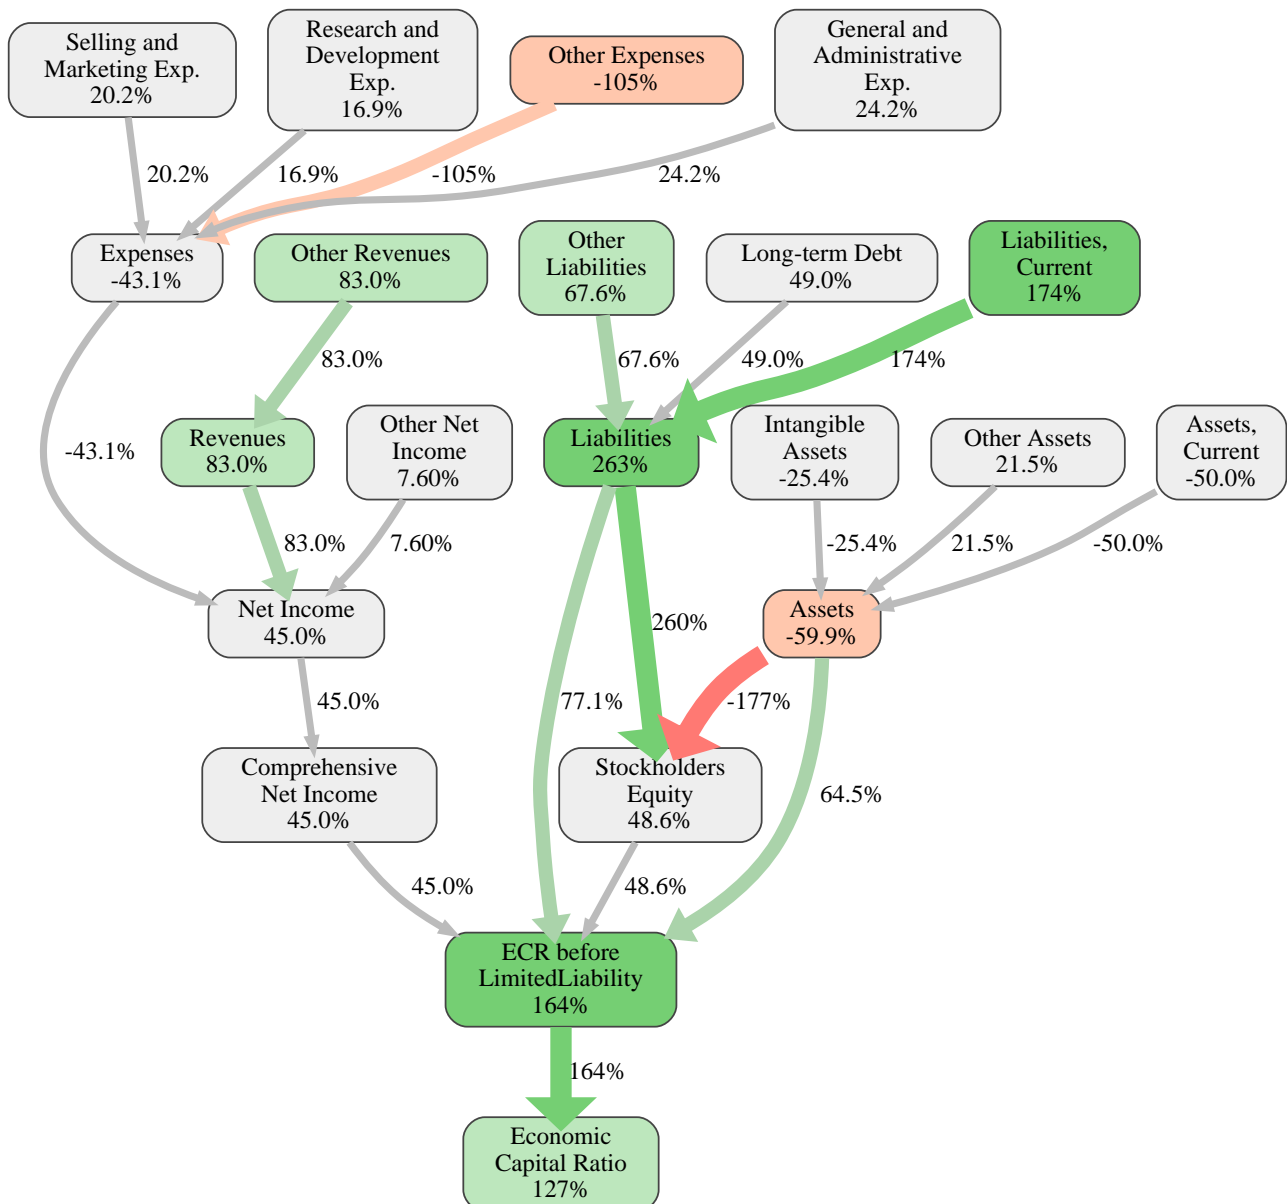 Selling and
Marketing Exp.
20.2%
Research and
Development
Exp.
16.9%
Other Expenses
-105%
General and
Administrative
Exp.
24.2%
20.2%
16.9%
-105%
24.2%
Expenses
-43.1%
Other Revenues
83.0%
Other
Liabilities
67.6%
Long-term Debt
49.0%
Liabilities,
Current
174%
83.0%
67.6%
49.0%
174%
-43.1%
Revenues
83.0%
Other Net
Income
7.60%
Liabilities
263%
Intangible
Assets
-25.4%
Other Assets
21.5%
Assets,
Current
-50.0%
83.0%
7.60%
-25.4%
21.5%
-50.0%
Net Income
45.0%
260%
Assets
-59.9%
45.0%
77.1%
-177%
Comprehensive
Net Income
45.0%
Stockholders
Equity
48.6%
64.5%
45.0%
48.6%
ECR before
LimitedLiability
164%
164%
Economic
Capital Ratio
127%